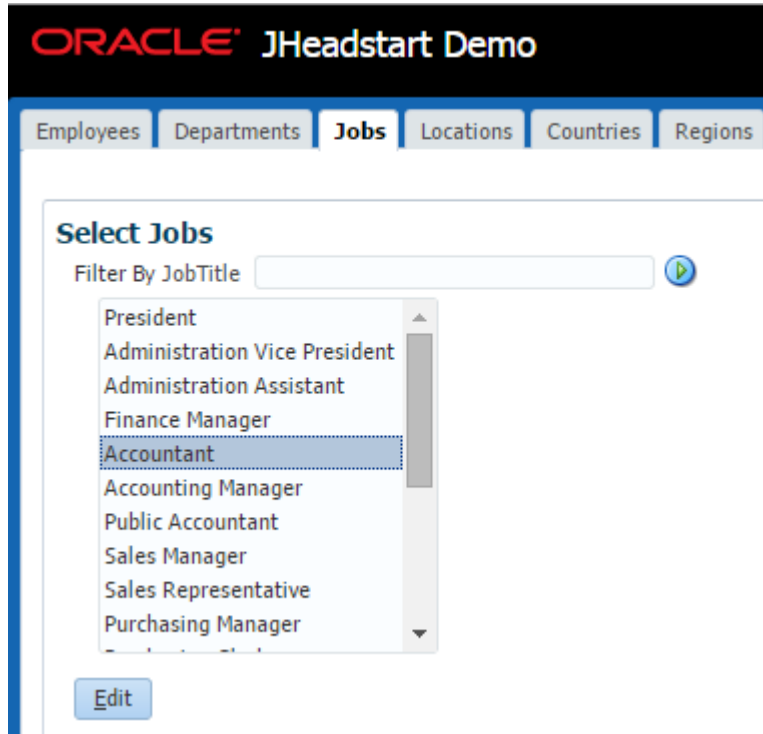 ORACLE JHeadstart Demo
Employees Departments Jobs Locations Countries Regions
Select Jobs
Filter By JobTitle
President
Administration Vice President
Administration Assistant
Finance Manager
Accountant
Accounting Manager
Public Accountant
Sales Manager
Sales Representative
Purchasing Manager
Edit